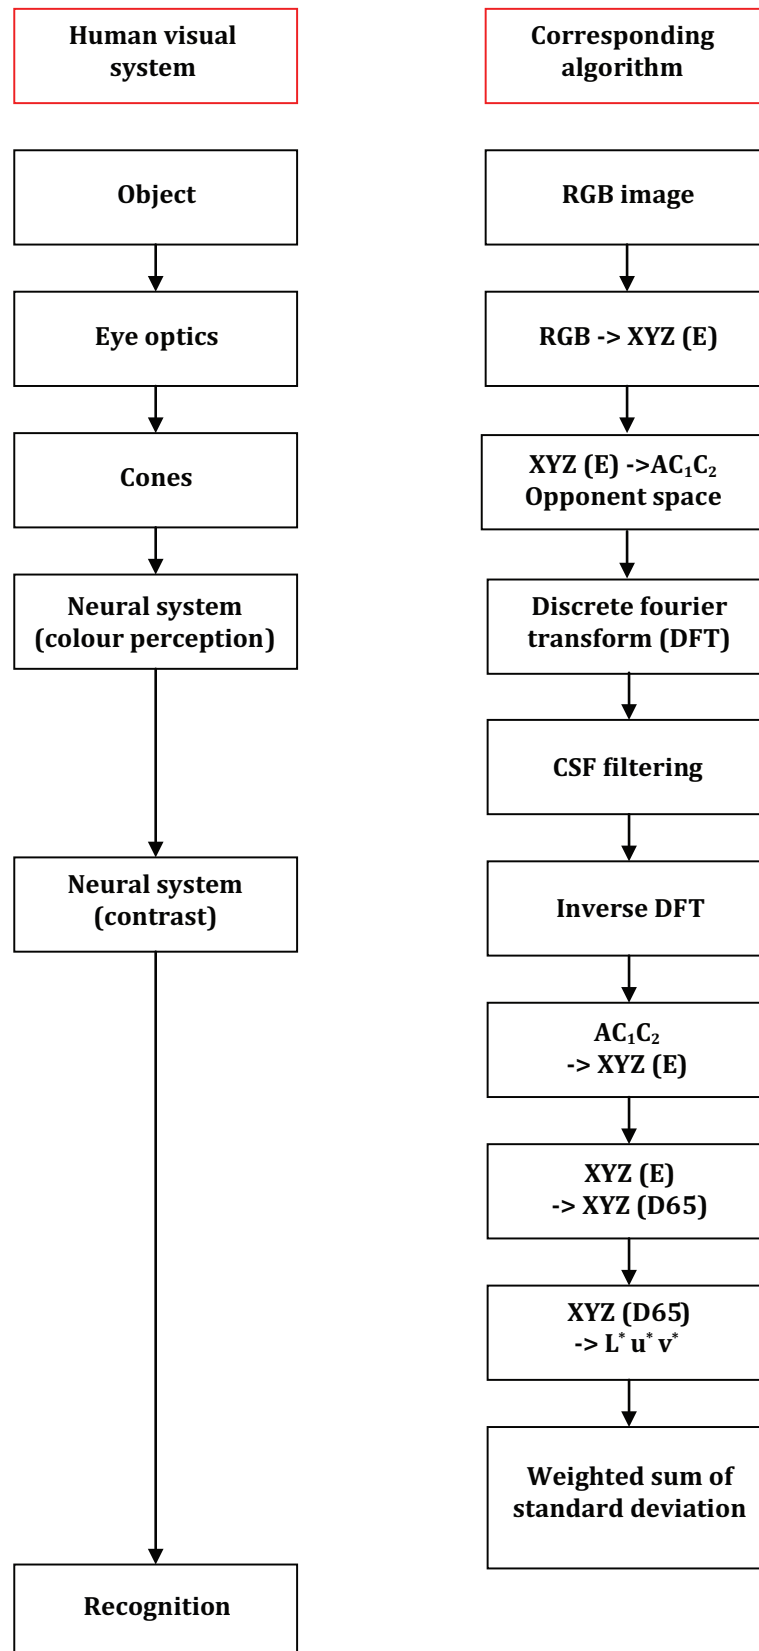 Human visual
system
Object
Eye optics
Cones
Neural system
(colour perception)
Neural system
(contrast)
Recognition
Corresponding
algorithm
RGB image
RGB -> XYZ (E)
XYZ (E) ->AC₁C₂
Opponent space
Discrete fourier
transform (DFT)
CSF filtering
Inverse DFT
AC₁C₂
-> XYZ (E)
XYZ (E)
-> XYZ (D65)
XYZ (D65)
-> L* u* v*
Weighted sum of
standard deviation